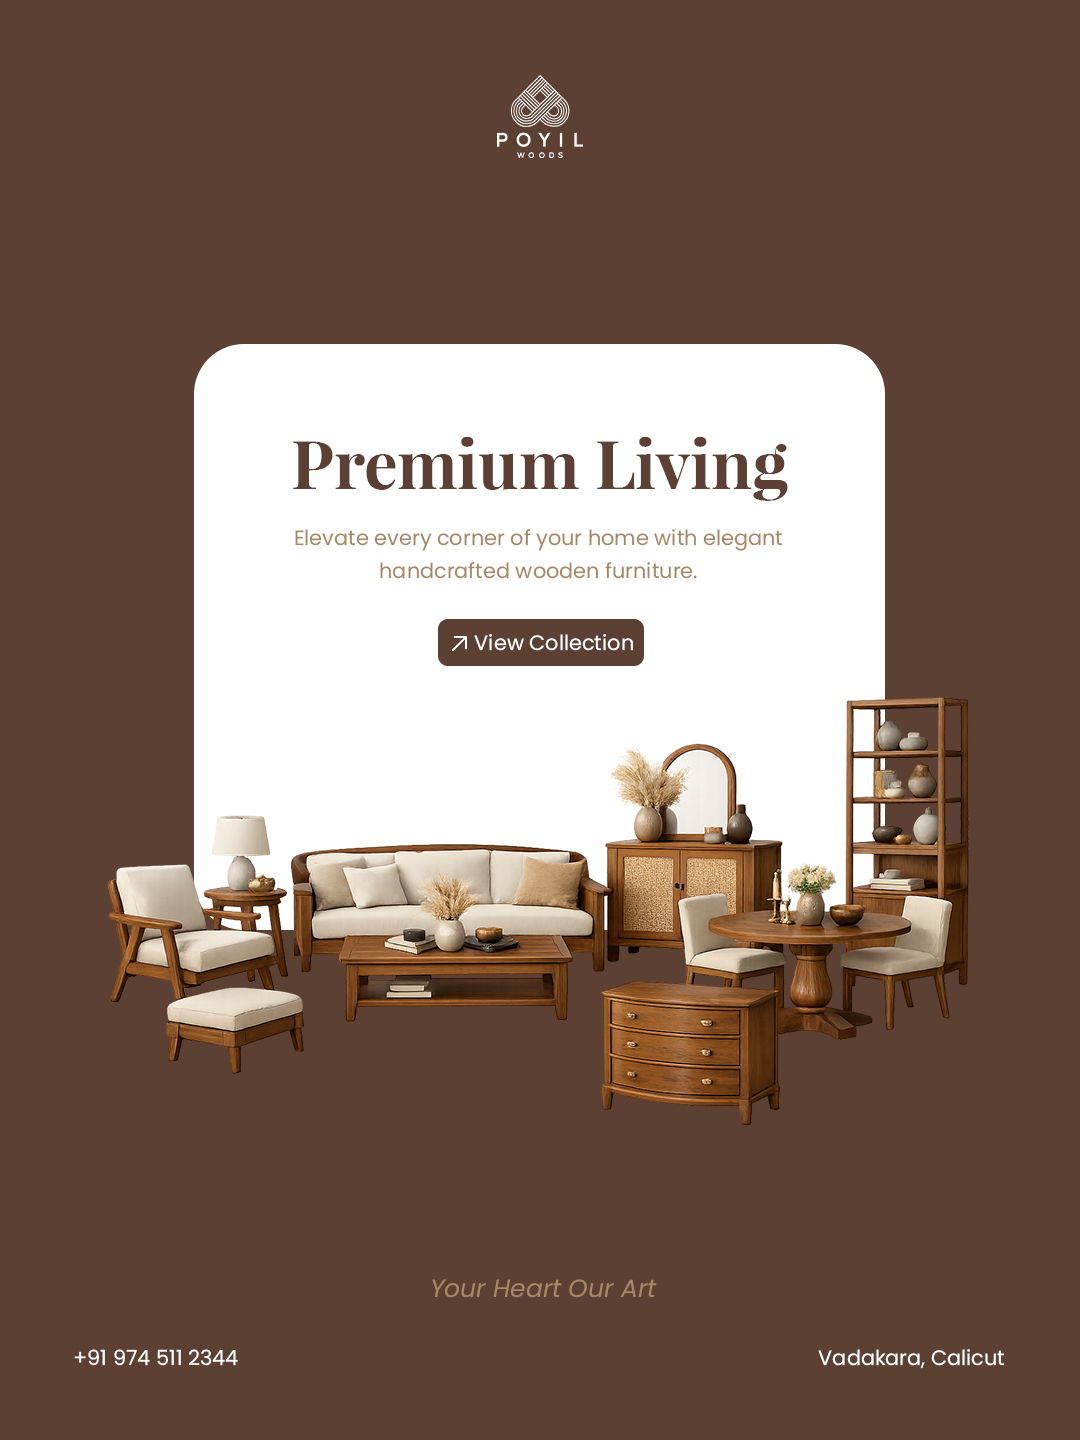 POYIL
WOODS
Premium Living
Elevate every corner of your home with elegant
handcrafted wooden furniture.
View Collection
Your Heart Our Art
+91 974 511 2344
Vadakara, Calicut